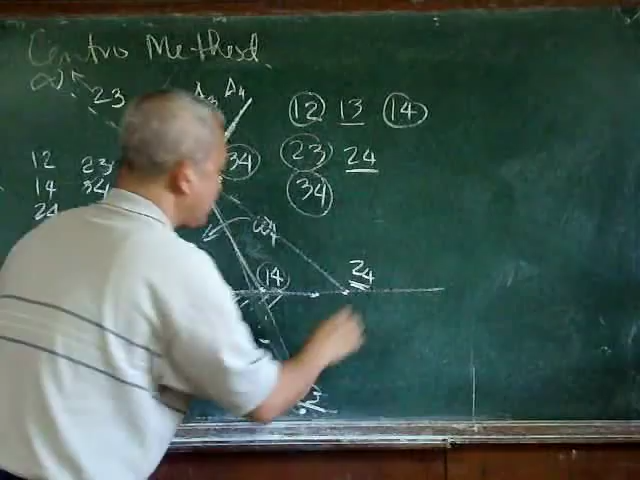 Centro Method.
∞ 23
A4
12 13 14
34 23 24
34
12 23
14 34
24
ω4
14 24